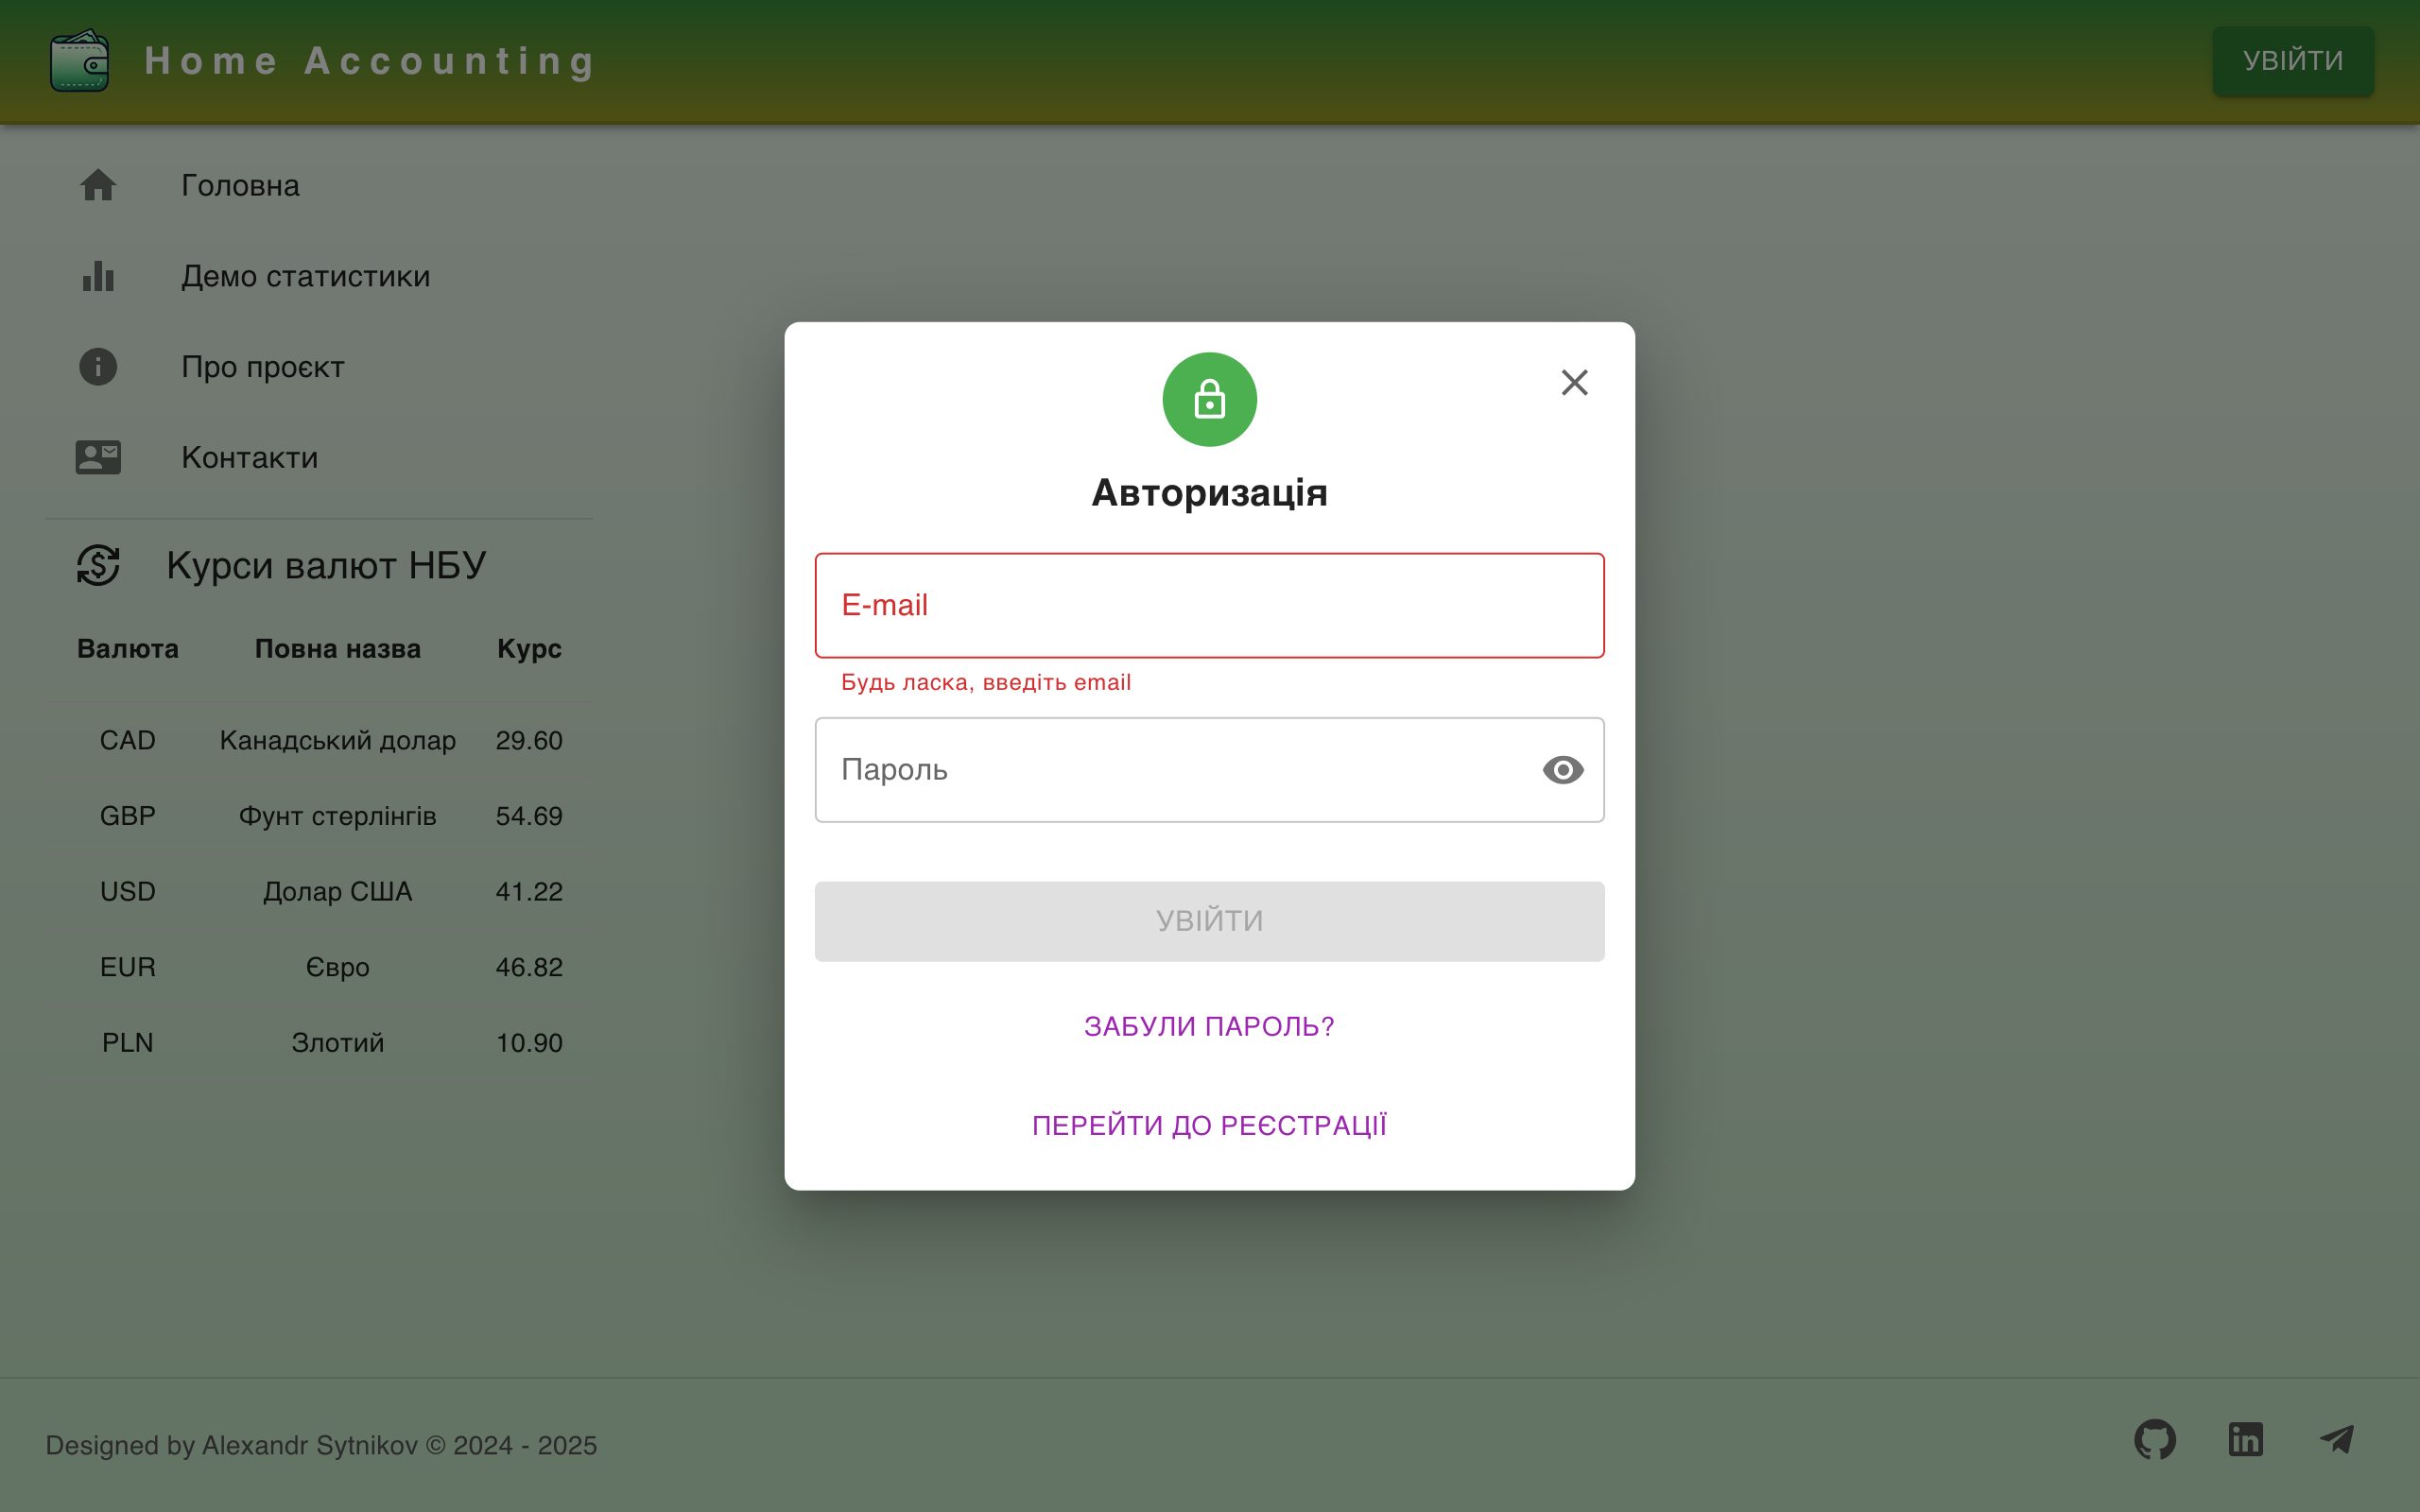 Home Accounting
УВІЙТИ
Головна
Демо статистики
Про проєкт
Контакти
Курси валют НБУ
Валюта Повна назва Курс
CAD Канадський долар 29.60
GBP Фунт стерлінгів 54.69
USD Долар США 41.22
EUR Євро 46.82
PLN Злотий 10.90
Авторизація
E-mail
Будь ласка, введіть email
Пароль
УВІЙТИ
ЗАБУЛИ ПАРОЛЬ?
ПЕРЕЙТИ ДО РЕЄСТРАЦІЇ
Designed by Alexandr Sytnikov © 2024 - 2025